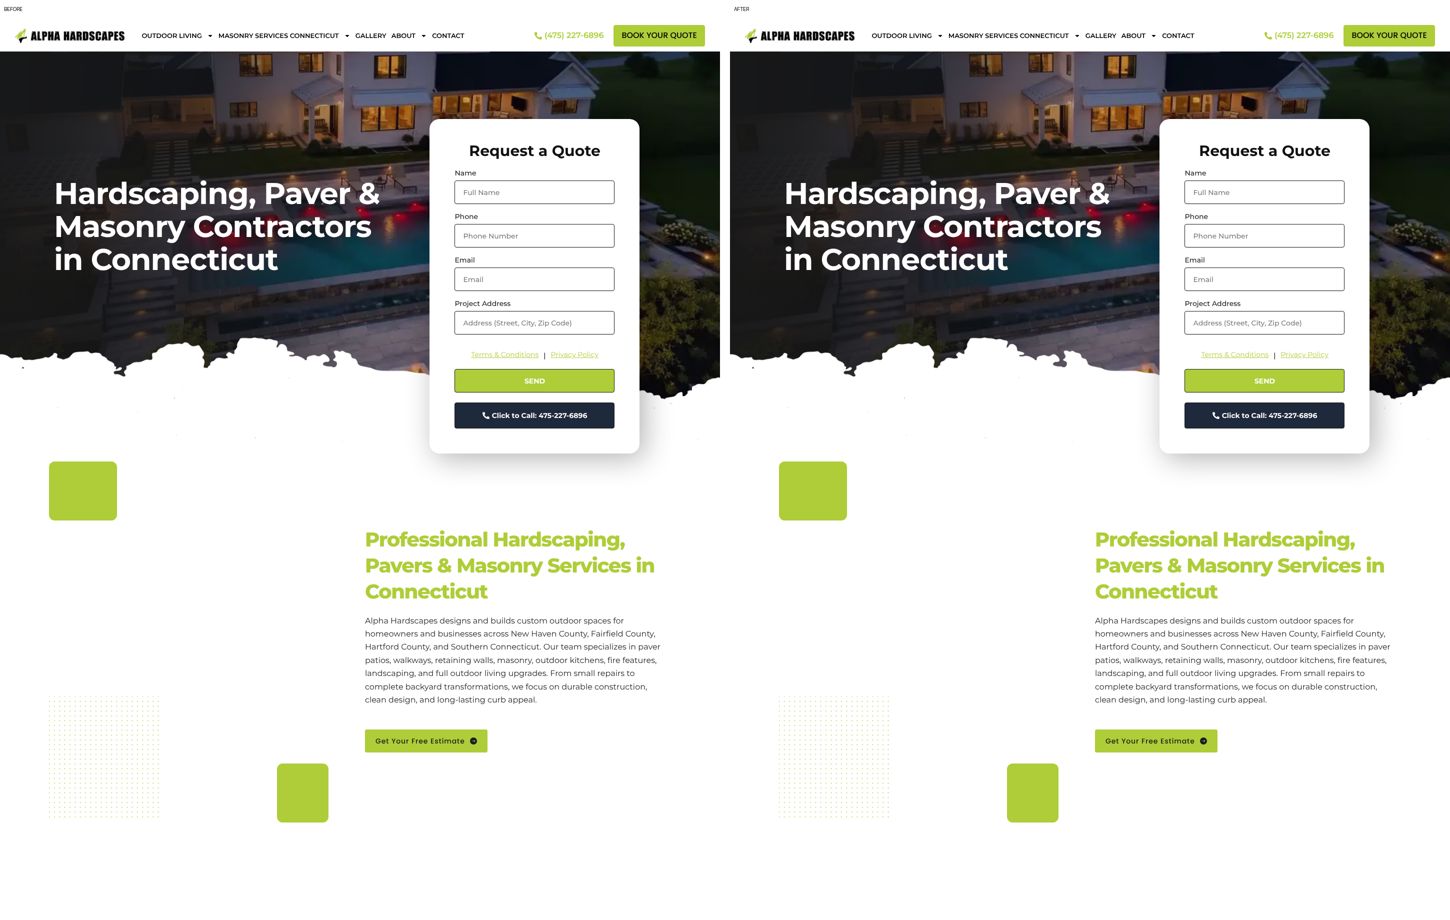 BEFORE
ALPHA HARDSCAPES OUTDOOR LIVING MASONRY SERVICES CONNECTICUT GALLERY ABOUT CONTACT (475) 227-6896 BOOK YOUR QUOTE
Hardscaping, Paver &
Masonry Contractors
in Connecticut
Request a Quote
Name
Full Name
Phone
Phone Number
Email
Email
Project Address
Address (Street, City, Zip Code)
Terms & Conditions | Privacy Policy
SEND
Click to Call: 475-227-6896
Professional Hardscaping,
Pavers & Masonry Services in
Connecticut
Alpha Hardscapes designs and builds custom outdoor spaces for
homeowners and businesses across New Haven County, Fairfield County,
Hartford County, and Southern Connecticut. Our team specializes in paver
patios, walkways, retaining walls, masonry, outdoor kitchens, fire features,
landscaping, and full outdoor living upgrades. From small repairs to
complete backyard transformations, we focus on durable construction,
clean design, and long-lasting curb appeal.
Get Your Free Estimate
AFTER
ALPHA HARDSCAPES OUTDOOR LIVING MASONRY SERVICES CONNECTICUT GALLERY ABOUT CONTACT (475) 227-6896 BOOK YOUR QUOTE
Hardscaping, Paver &
Masonry Contractors
in Connecticut
Request a Quote
Name
Full Name
Phone
Phone Number
Email
Email
Project Address
Address (Street, City, Zip Code)
Terms & Conditions | Privacy Policy
SEND
Click to Call: 475-227-6896
Professional Hardscaping,
Pavers & Masonry Services in
Connecticut
Alpha Hardscapes designs and builds custom outdoor spaces for
homeowners and businesses across New Haven County, Fairfield County,
Hartford County, and Southern Connecticut. Our team specializes in paver
patios, walkways, retaining walls, masonry, outdoor kitchens, fire features,
landscaping, and full outdoor living upgrades. From small repairs to
complete backyard transformations, we focus on durable construction,
clean design, and long-lasting curb appeal.
Get Your Free Estimate